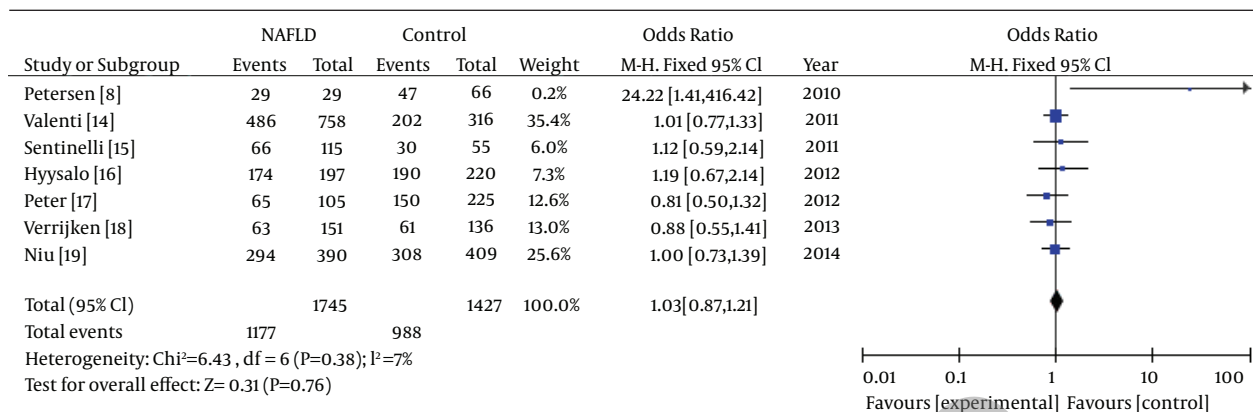 NAFLD Control Odds Ratio Odds Ratio
Study or Subgroup Events Total Events Total Weight M-H. Fixed 95% Cl Year M-H. Fixed 95% Cl
Petersen [8] 29 29 47 66 0.2% 24.22 [1.41,416.42] 2010
Valenti [14] 486 758 202 316 35.4% 1.01 [0.77,1.33] 2011
Sentinelli [15] 66 115 30 55 6.0% 1.12 [0.59,2.14] 2011
Hyysalo [16] 174 197 190 220 7.3% 1.19 [0.67,2.14] 2012
Peter [17] 65 105 150 225 12.6% 0.81 [0.50,1.32] 2012
Verrijken [18] 63 151 61 136 13.0% 0.88 [0.55,1.41] 2013
Niu [19] 294 390 308 409 25.6% 1.00 [0.73,1.39] 2014
Total (95% Cl) 1745 1427 100.0% 1.03[0.87,1.21]
Total events 1177 988
Heterogeneity: Chi²=6.43 , df = 6 (P=0.38); l²=7%
Test for overall effect: Z= 0.31 (P=0.76)
0.01 0.1 1 10 100
Favours [experimental] Favours [control]